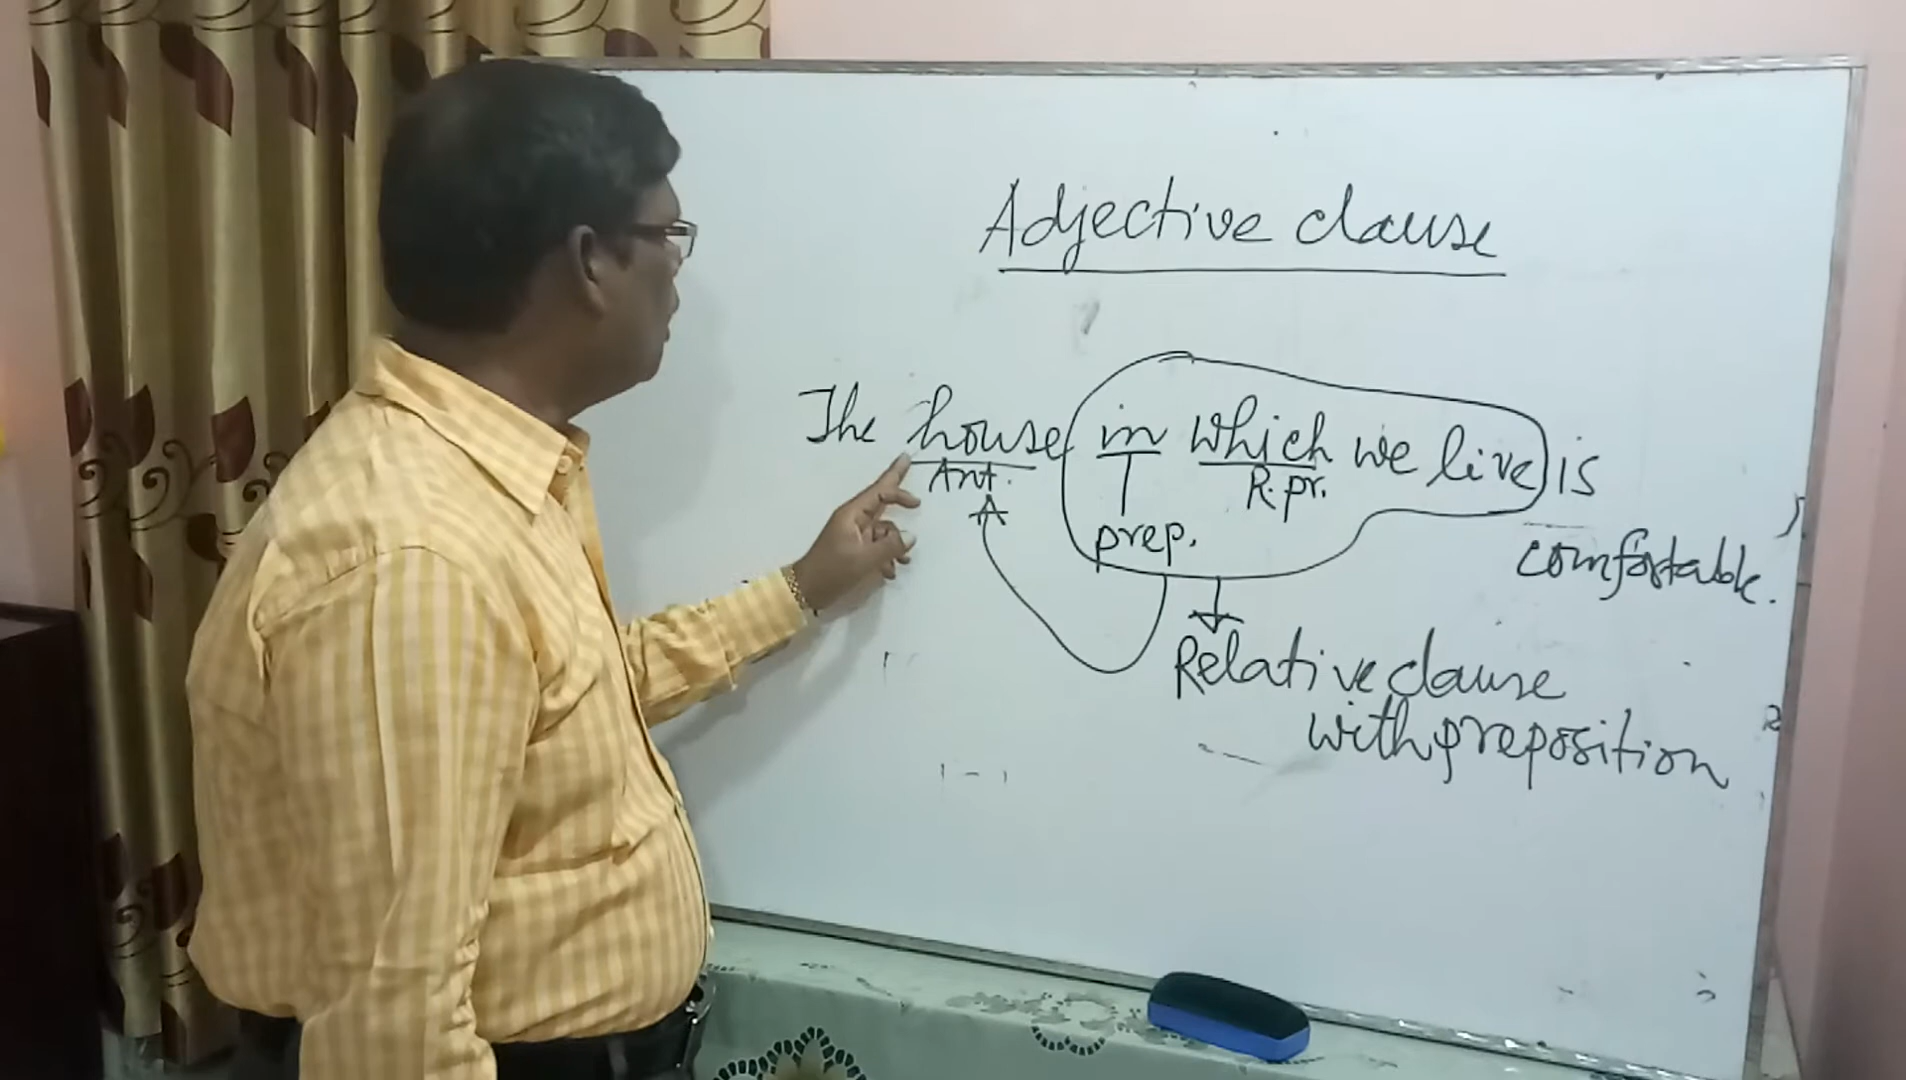 Adjective clause
The house in which we live is
Ant.
R.pr.
prep.
comfortable.
Relative clause
with preposition